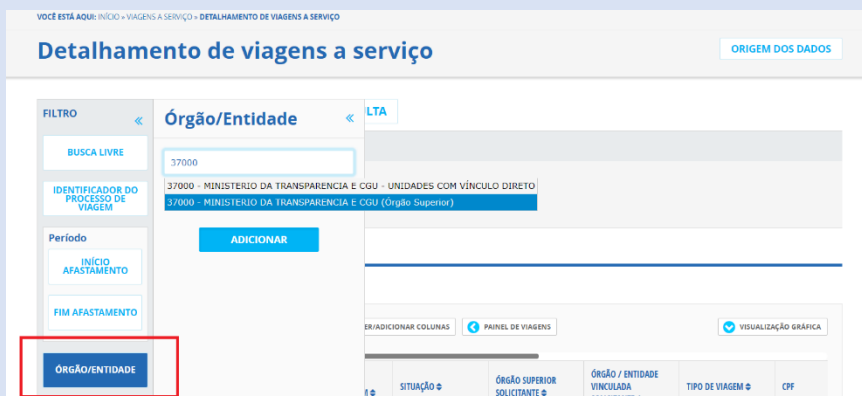 VOCÊ ESTÁ AQUI: INÍCIO » VIAGENS A SERVIÇO » DETALHAMENTO DE VIAGENS A SERVIÇO
Detalhamento de viagens a serviço
ORIGEM DOS DADOS
FILTRO
«
Órgão/Entidade
«
LTA
BUSCA LIVRE
37000
37000 - MINISTERIO DA TRANSPARENCIA E CGU - UNIDADES COM VÍNCULO DIRETO
37000 - MINISTERIO DA TRANSPARENCIA E CGU (Órgão Superior)
IDENTIFICADOR DO
PROCESSO DE
VIAGEM
ADICIONAR
Período
INÍCIO
AFASTAMENTO
FIM AFASTAMENTO
ER/ADICIONAR COLUNAS
PAINEL DE VIAGENS
VISUALIZAÇÃO GRÁFICA
ÓRGÃO/ENTIDADE
SITUAÇÃO
ÓRGÃO SUPERIOR
SOLICITANTE
ÓRGÃO / ENTIDADE
VINCULADA
TIPO DE VIAGEM
CPF